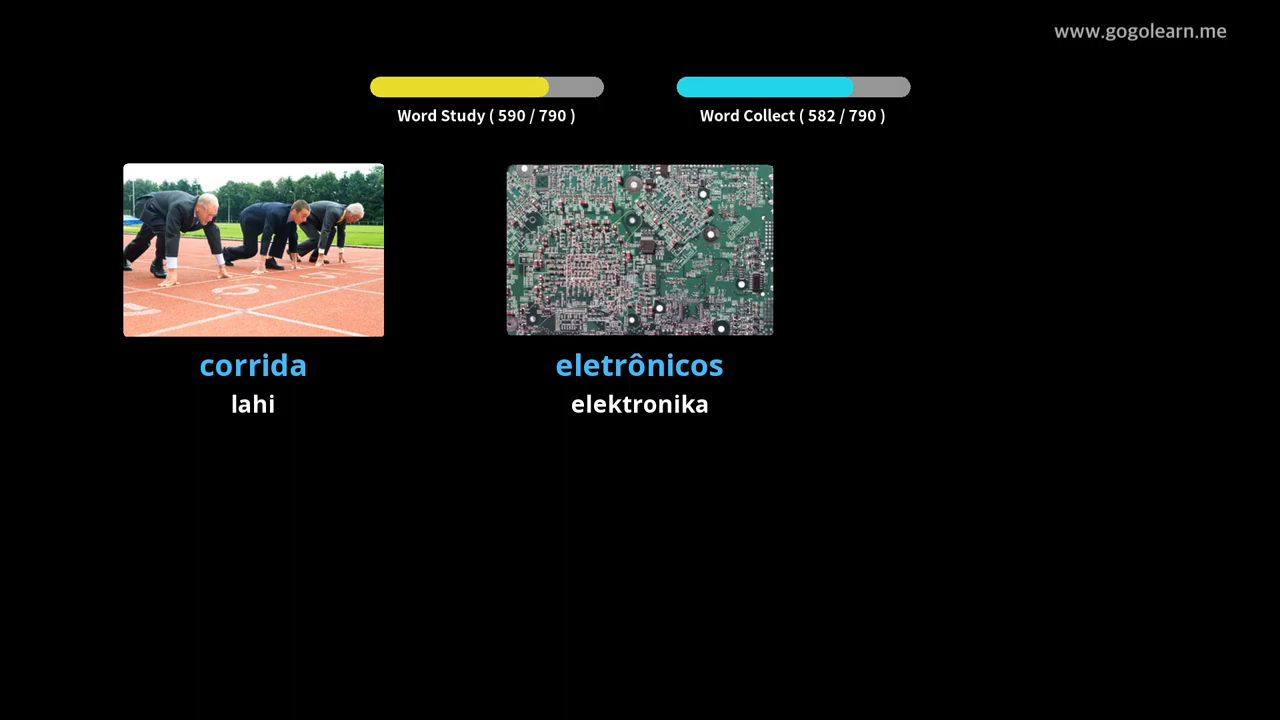 www.gogolearn.me
Word Study ( 590 / 790 )
Word Collect ( 582 / 790 )
corrida
lahi
eletrônicos
elektronika